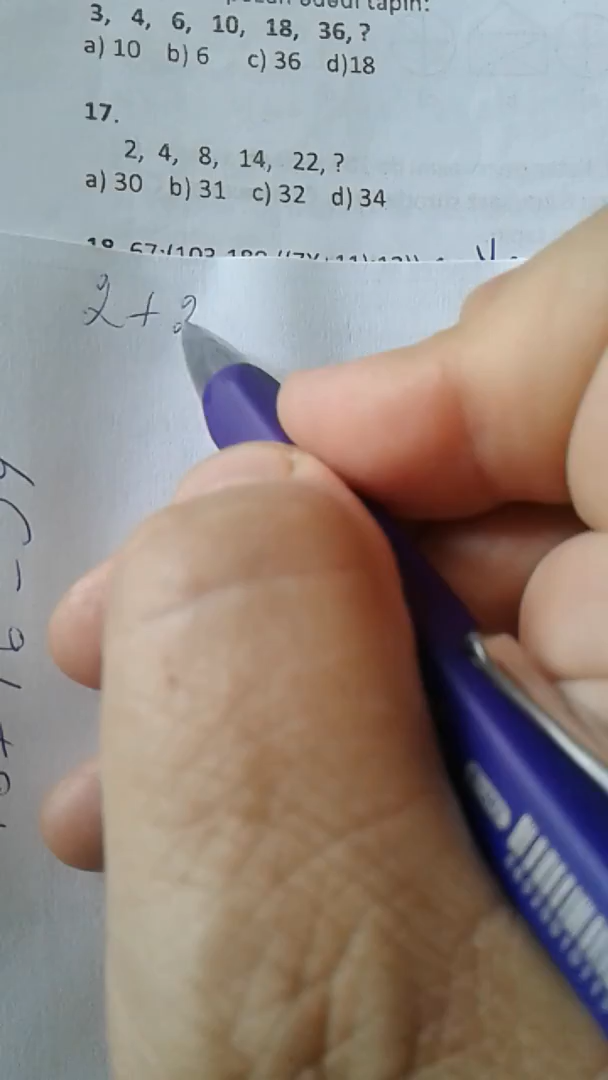 tapın:
3, 4, 6, 10, 18, 36, ?
a) 10 b) 6 c) 36 d)18
17.
2, 4, 8, 14, 22, ?
a) 30 b) 31 c) 32 d) 34
2 + 2